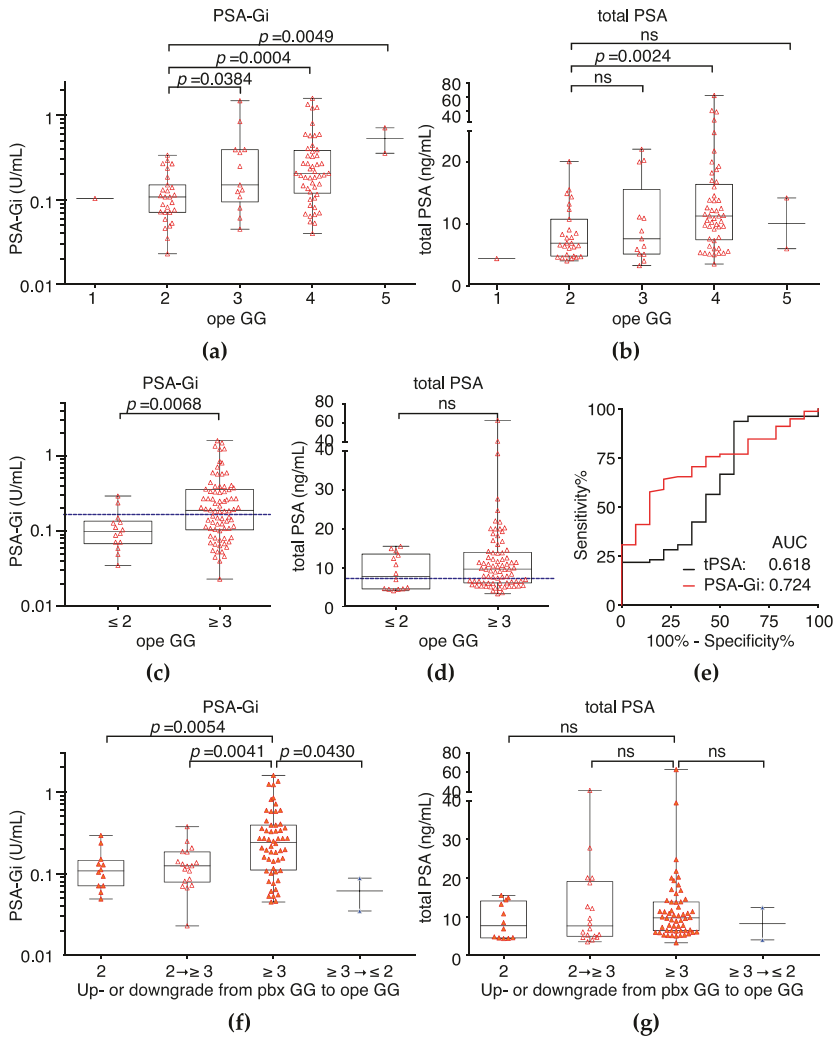 PSA-Gi
p =0.0049
p =0.0004
p =0.0384
PSA-Gi (U/mL)
1
0.1
0.01
1 2 3 4 5
ope GG
(a)
total PSA
ns
p =0.0024
ns
total PSA (ng/mL)
80
60
40
20
10
0
1 2 3 4 5
ope GG
(b)
PSA-Gi
p =0.0068
PSA-Gi (U/mL)
1
0.1
0.01
≤ 2 ≥ 3
ope GG
(c)
total PSA
ns
total PSA (ng/mL)
80
60
40
30
20
10
0
≤ 2 ≥ 3
ope GG
(d)
Sensitivity%
100
75
50
25
0
AUC
tPSA: 0.618
PSA-Gi: 0.724
0 25 50 75 100
100% - Specificity%
(e)
PSA-Gi
p =0.0054
p =0.0041 p =0.0430
PSA-Gi (U/mL)
1
0.1
0.01
2 2→≥ 3 ≥ 3 ≥ 3 → ≤ 2
Up- or downgrade from pbx GG to ope GG
(f)
total PSA
ns
ns ns
total PSA (ng/mL)
80
60
40
30
20
10
0
2 2→≥ 3 ≥ 3 ≥ 3 → ≤ 2
Up- or downgrade from pbx GG to ope GG
(g)